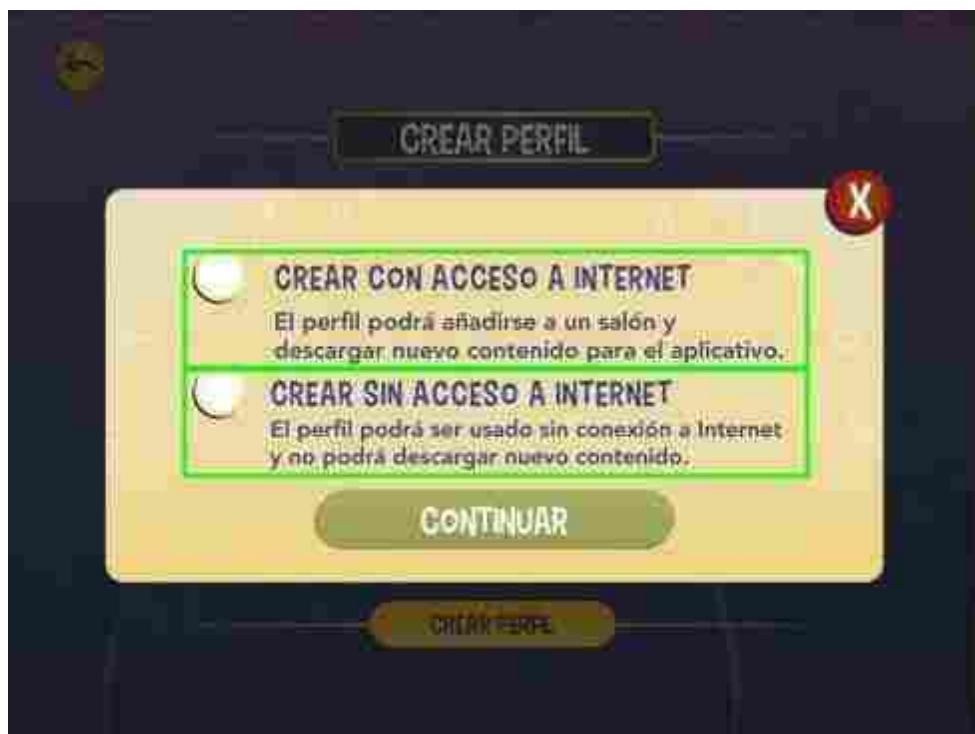 CREAR PERFIL
X
CREAR CON ACCESO A INTERNET
El perfil podrá añadirse a un salón y
descargar nuevo contenido para el aplicativo.
CREAR SIN ACCESO A INTERNET
El perfil podrá ser usado sin conexión a Internet
y no podrá descargar nuevo contenido.
CONTINUAR
CREAR PERFIL